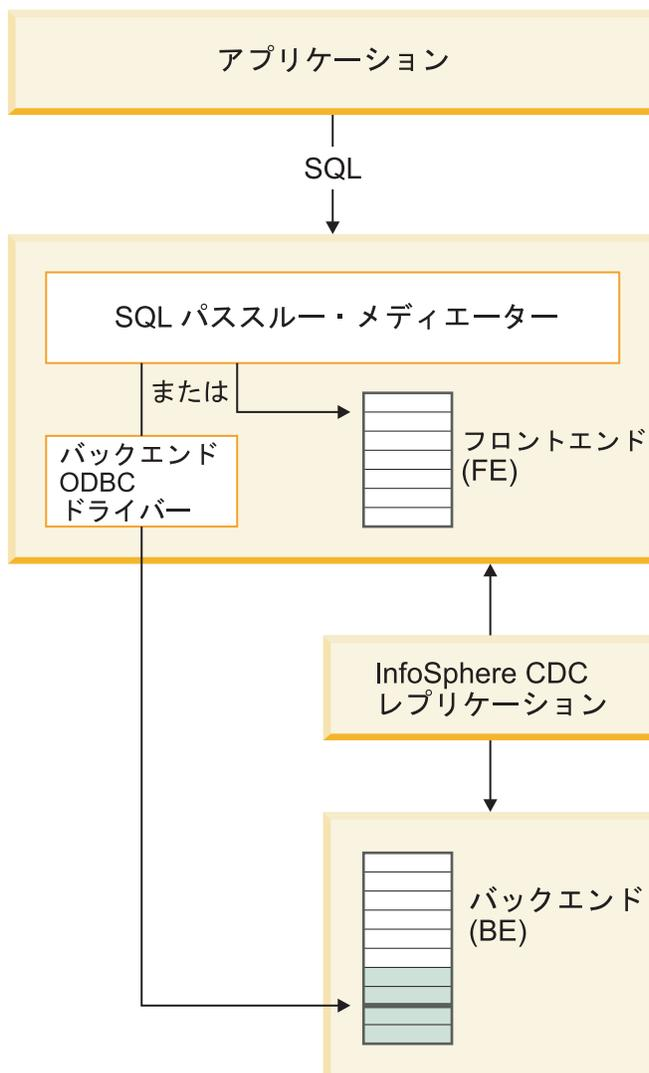 アプリケーション
SQL
SQL パススルー・メディエーター
または
バックエンド
ODBC
ドライバー
フロントエンド
(FE)
InfoSphere CDC
レプリケーション
バックエンド
(BE)